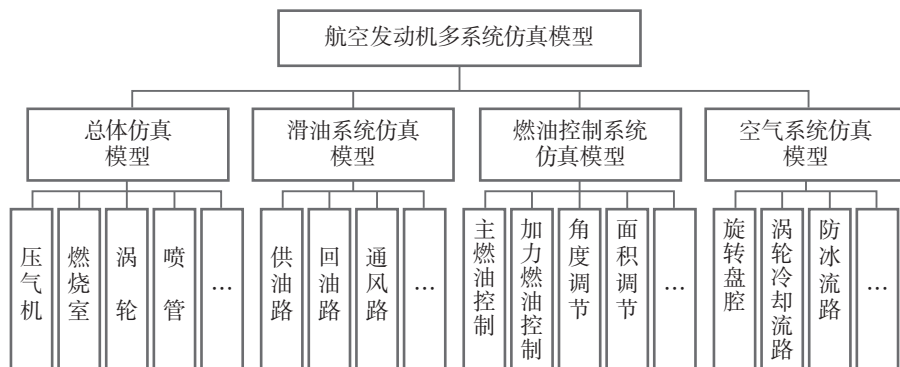 航空发动机多系统仿真模型
总体仿真
模型
滑油系统仿真
模型
燃油控制系统
仿真模型
空气系统仿真
模型
压气机
燃烧室
涡轮
喷管
…
供油路
回油路
通风路
…
主燃油控制
加力燃油控制
角度调节
面积调节
…
旋转盘腔
涡轮冷却流路
防冰流路
…